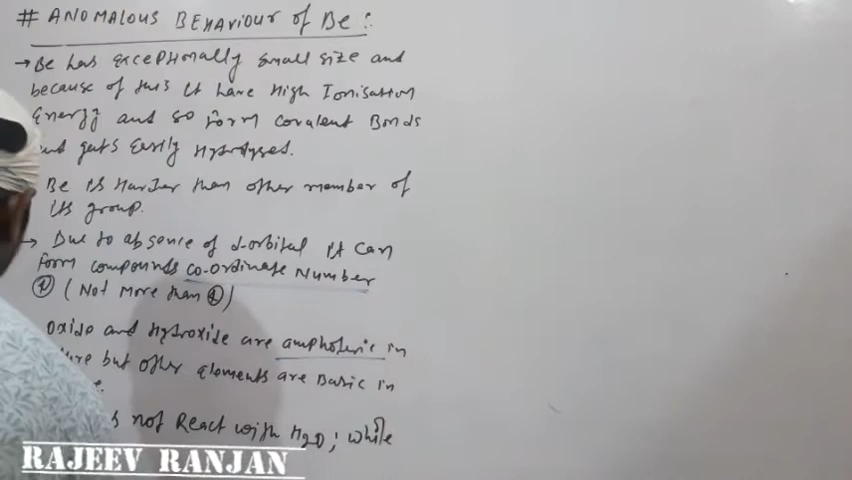 # ANOMALOUS BEHAVIOUR of Be :
→ Be has exceptionally small size and
because of this it have High Ionisation
Energy and so form covalent Bonds
and gets Easily Hydrolysed.
Be is Harder than other member of
its group.
→ Due to absence of d-orbital it can
form compounds co-ordinate Number
④ (Not more than ④)
Oxide and Hydroxide are amphoteric in
but other elements are Basic in
not React with H2O ; while
RAJEEV RANJAN